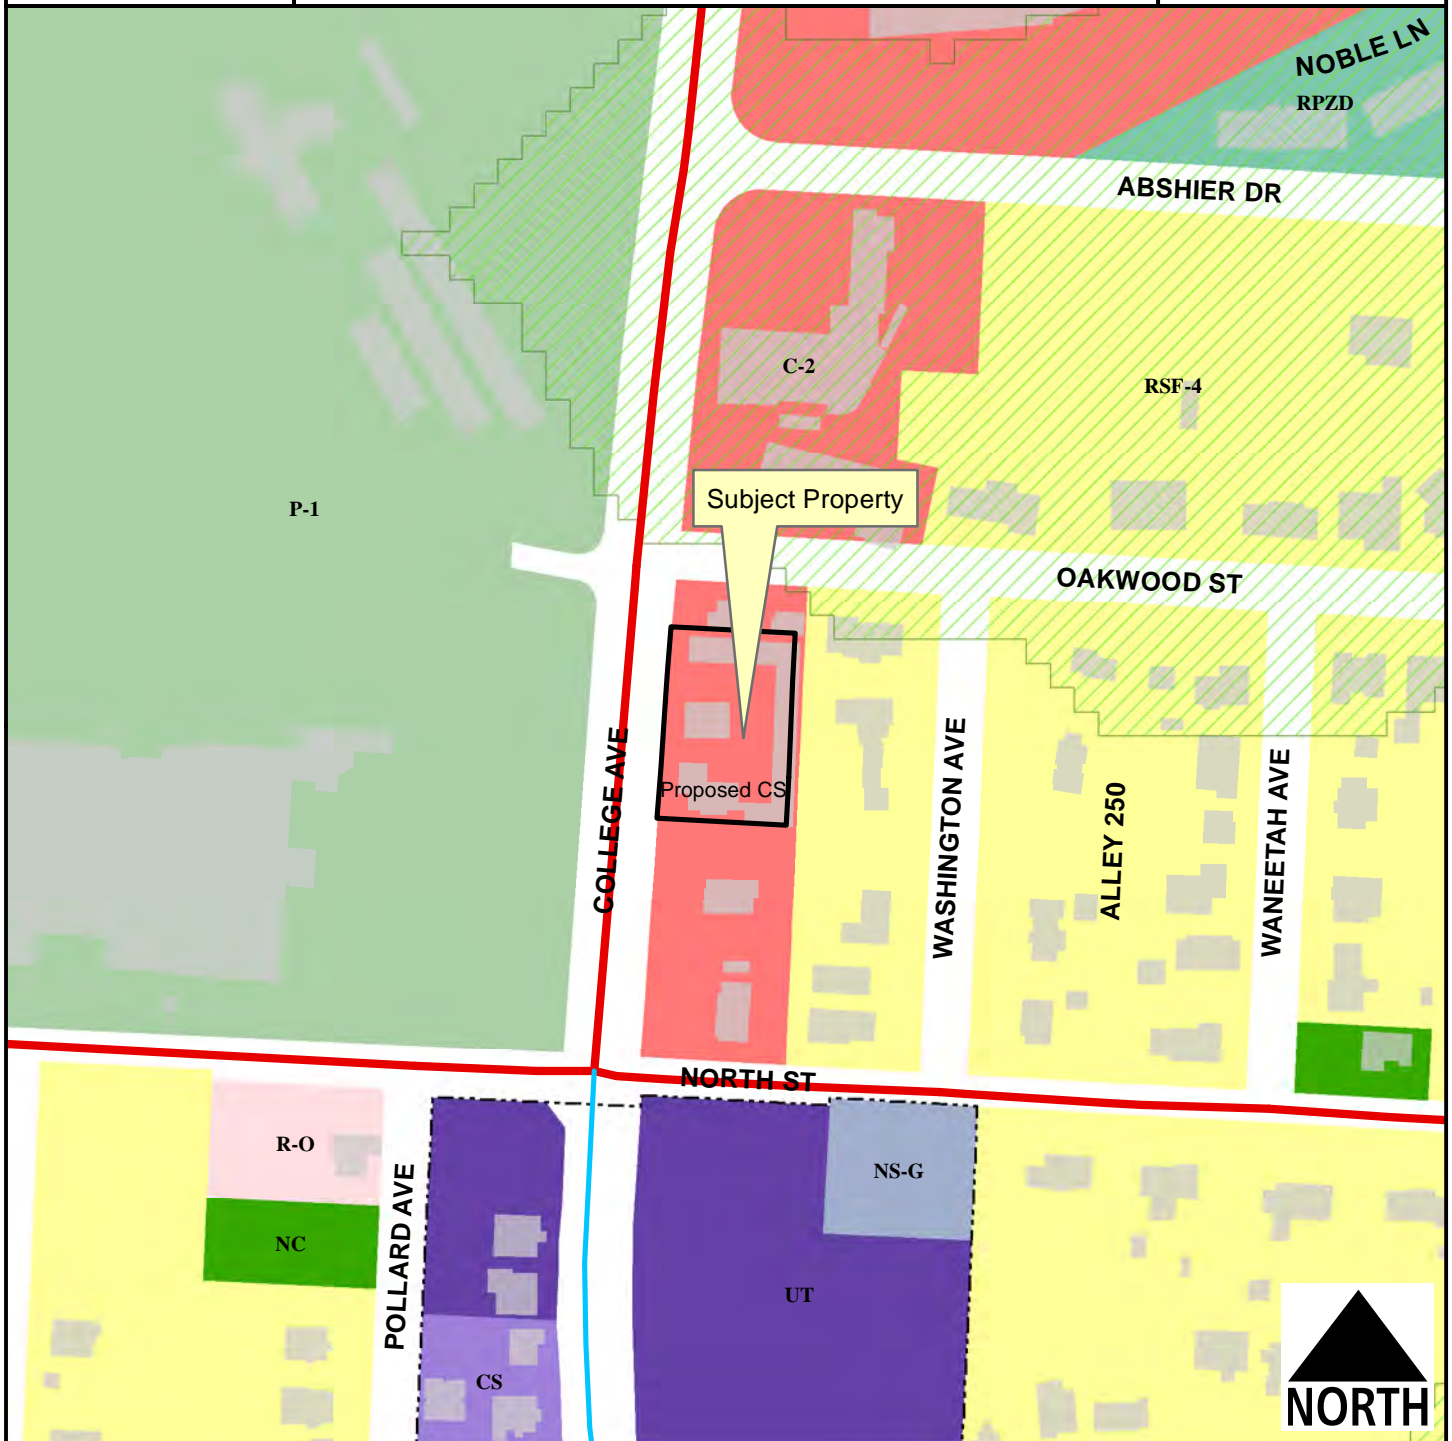 NOBLE LN
RPZD
ABSHIER DR
C-2
RSF-4
P-1
Subject Property
OAKWOOD ST
COLLEGE AVE
Proposed CS
WASHINGTON AVE
ALLEY 250
WANEETAH AVE
NORTH ST
R-O
NS-G
POLLARD AVE
NC
UT
CS
NORTH